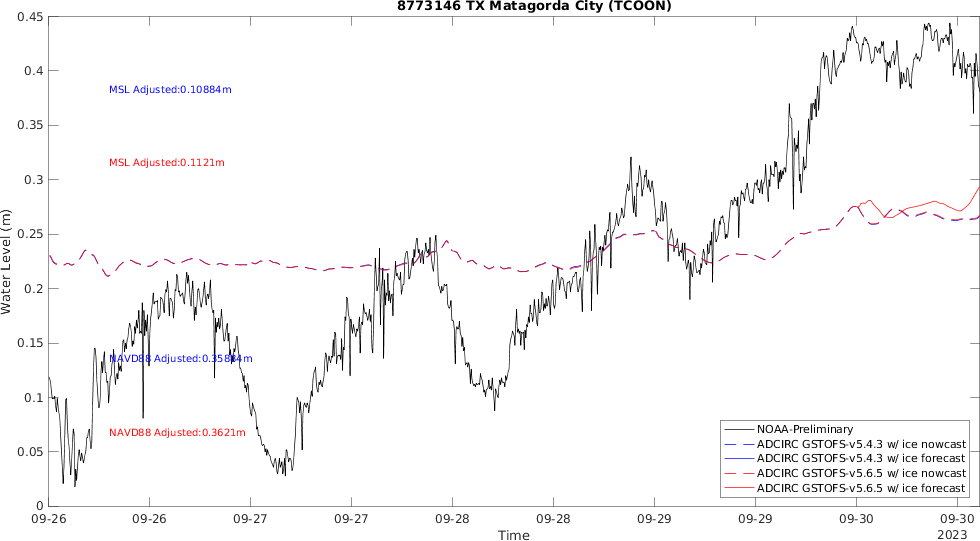 8773146 TX Matagorda City (TCOON)
0.45
0.4
0.35
0.3
0.25
0.2
0.15
0.1
0.05
0
Water Level (m)
MSL Adjusted:0.10884m
MSL Adjusted:0.1121m
NAVD88 Adjusted:0.35884m
NAVD88 Adjusted:0.3621m
NOAA-Preliminary
ADCIRC GSTOFS-v5.4.3 w/ ice nowcast
ADCIRC GSTOFS-v5.4.3 w/ ice forecast
ADCIRC GSTOFS-v5.6.5 w/ ice nowcast
ADCIRC GSTOFS-v5.6.5 w/ ice forecast
09-26 09-26 09-27 09-27 09-28 09-28 09-29 09-29 09-30 09-30
2023
Time